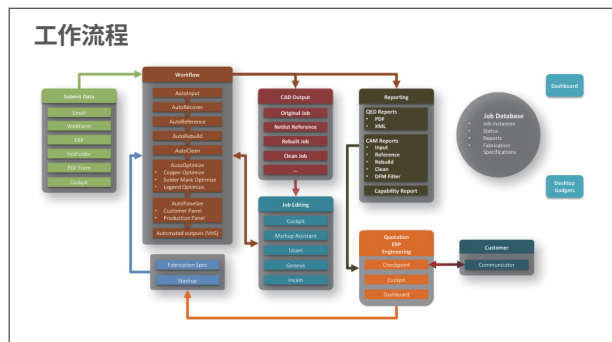 工作流程
Submit Data
Email
WebForm
ERP
HotFolder
PDF Form
Cockpit
Workflow
AutoInput
AutoRecover
AutoReference
AutoRebuild
AutoClean
AutoOptimize
• Copper Optimize
• Solder Mask Optimize
• Legend Optimize
AutoPanelize
• Customer Panel
• Production Panel
Automated outputs (VHS)
Fabrication Spec
Stackup
CAD Output
Original Job
Netlist Reference
Rebuilt Job
Clean Job
...
Job Editing
Cockpit
Markup Assistant
Ucam
Genesis
Incam
Reporting
QED Reports
• PDF
• XML
CAM Reports
• Input
• Reference
• Rebuild
• Clean
• DFM Filter
Capability Report
Quotation
ERP
Engineering
Checkpoint
Cockpit
Dashboard
Customer
Communicator
Job Database
• Job instances
• Status
• Reports
• Fabrication
Specifications
Dashboard
Desktop
Gadgets